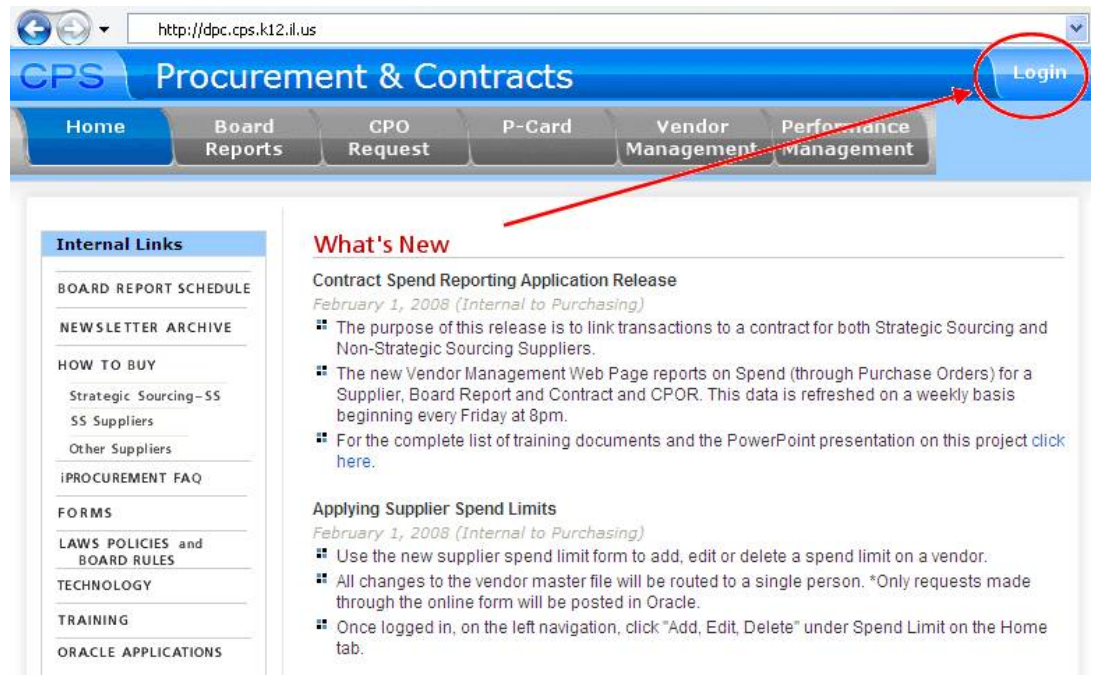 http://dpc.cps.k12.il.us
CPS Procurement & Contracts Login
Home Board Reports CPO Request P-Card Vendor Management Performance Management
Internal Links
BOARD REPORT SCHEDULE
NEWSLETTER ARCHIVE
HOW TO BUY
Strategic Sourcing-SS
SS Suppliers
Other Suppliers
iPROCUREMENT FAQ
FORMS
LAWS POLICIES and
BOARD RULES
TECHNOLOGY
TRAINING
ORACLE APPLICATIONS
What's New
Contract Spend Reporting Application Release
February 1, 2008 (Internal to Purchasing)
The purpose of this release is to link transactions to a contract for both Strategic Sourcing and
Non-Strategic Sourcing Suppliers.
The new Vendor Management Web Page reports on Spend (through Purchase Orders) for a
Supplier, Board Report and Contract and CPOR. This data is refreshed on a weekly basis
beginning every Friday at 8pm.
For the complete list of training documents and the PowerPoint presentation on this project click
here.
Applying Supplier Spend Limits
February 1, 2008 (Internal to Purchasing)
Use the new supplier spend limit form to add, edit or delete a spend limit on a vendor.
All changes to the vendor master file will be routed to a single person. *Only requests made
through the online form will be posted in Oracle.
Once logged in, on the left navigation, click "Add, Edit, Delete" under Spend Limit on the Home
tab.